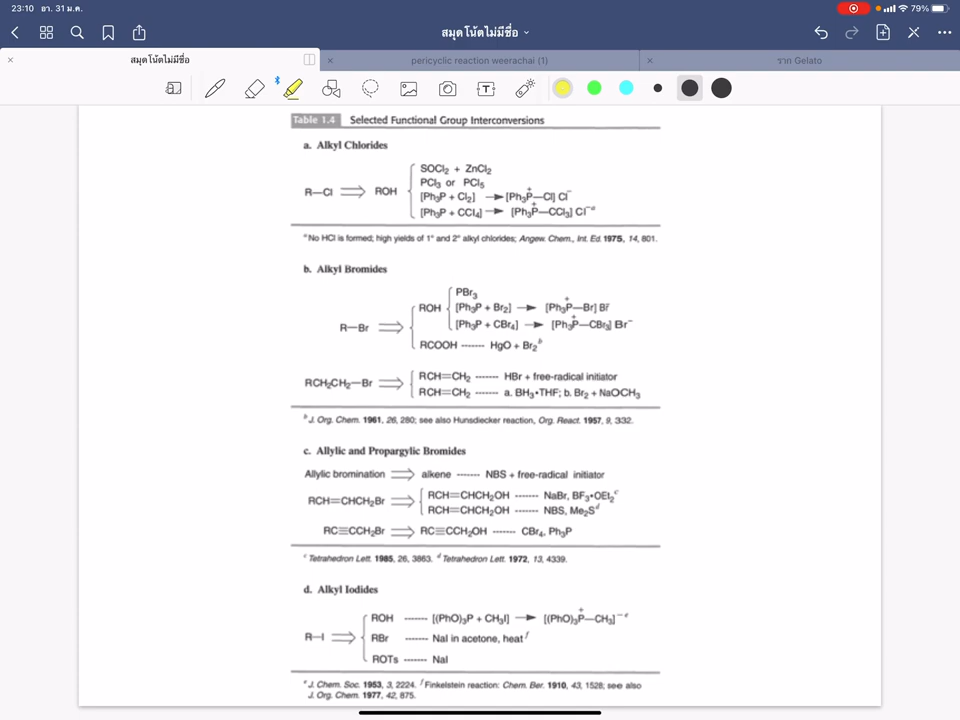 23:10 อา. 31 ม.ค.
79%
สมุดโน้ตไม่มีชื่อ
สมุดโน้ตไม่มีชื่อ
pericyclic reaction weerachai (1)
ราก Gelato
Table 1.4 Selected Functional Group Interconversions
a. Alkyl Chlorides
R—Cl ⟹ ROH
SOCl₂ + ZnCl₂
PCl₃ or PCl₅
[Ph₃P + Cl₂] → [Ph₃P⁺—Cl] Cl⁻
[Ph₃P + CCl₄] → [Ph₃P⁺—CCl₃] Cl⁻ᵃ
ᵃNo HCl is formed; high yields of 1° and 2° alkyl chlorides; Angew. Chem., Int. Ed. 1975, 14, 801.
b. Alkyl Bromides
R—Br ⟹
ROH
PBr₃
[Ph₃P + Br₂] → [Ph₃P⁺—Br] Br⁻
[Ph₃P + CBr₄] → [Ph₃P⁺—CBr₃] Br⁻
RCOOH ------- HgO + Br₂ᵇ
RCH₂CH₂—Br ⟹
RCH=CH₂ ------- HBr + free-radical initiator
RCH=CH₂ ------- a. BH₃•THF; b. Br₂ + NaOCH₃
ᵇJ. Org. Chem. 1961, 26, 280; see also Hunsdiecker reaction, Org. React. 1957, 9, 332.
c. Allylic and Propargylic Bromides
Allylic bromination ⟹ alkene ------- NBS + free-radical initiator
RCH=CHCH₂Br ⟹
RCH=CHCH₂OH ------- NaBr, BF₃•OEt₂ᶜ
RCH=CHCH₂OH ------- NBS, Me₂Sᵈ
RC≡CCH₂Br ⟹ RC≡CCH₂OH ------- CBr₄, Ph₃P
ᶜTetrahedron Lett. 1985, 26, 3863. ᵈTetrahedron Lett. 1972, 13, 4339.
d. Alkyl Iodides
R—I ⟹
ROH ------- [(PhO)₃P + CH₃I] → [(PhO)₃P⁺—CH₃]⁻ᵉ
RBr ------- NaI in acetone, heatᶠ
ROTs ------- NaI
ᵉJ. Chem. Soc. 1953, 3, 2224. ᶠFinkelstein reaction: Chem. Ber. 1910, 43, 1528; see also
J. Org. Chem. 1977, 42, 875.